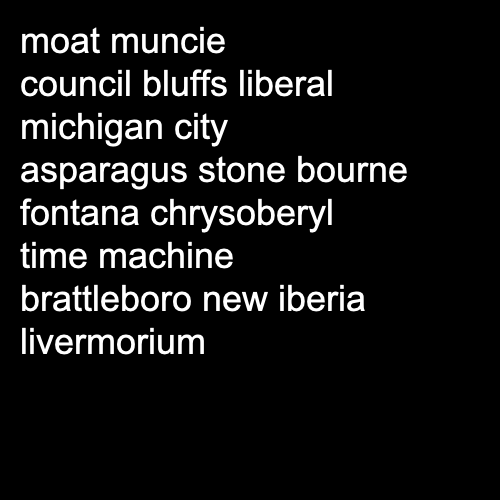 moat muncie
council bluffs liberal
michigan city
asparagus stone bourne
fontana chrysoberyl
time machine
brattleboro new iberia
livermorium